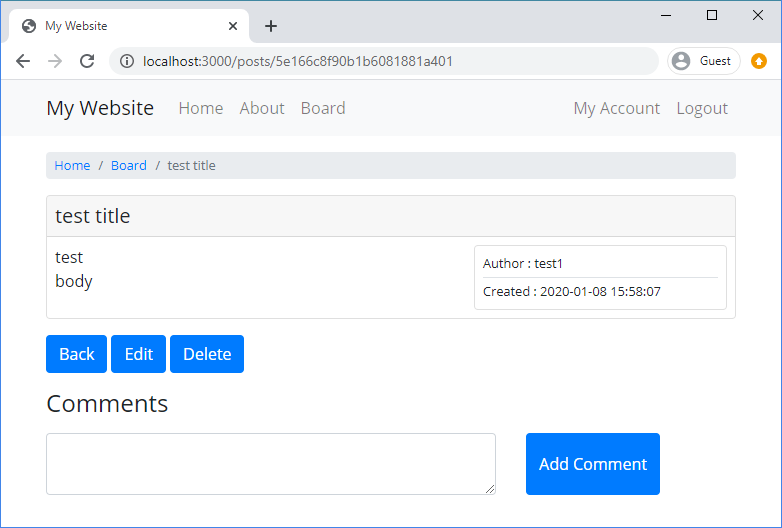 My Website
localhost:3000/posts/5e166c8f90b1b6081881a401
Guest
My Website Home About Board My Account Logout
Home / Board / test title
test title
test
body
Author : test1
Created : 2020-01-08 15:58:07
Back Edit Delete
Comments
Add Comment